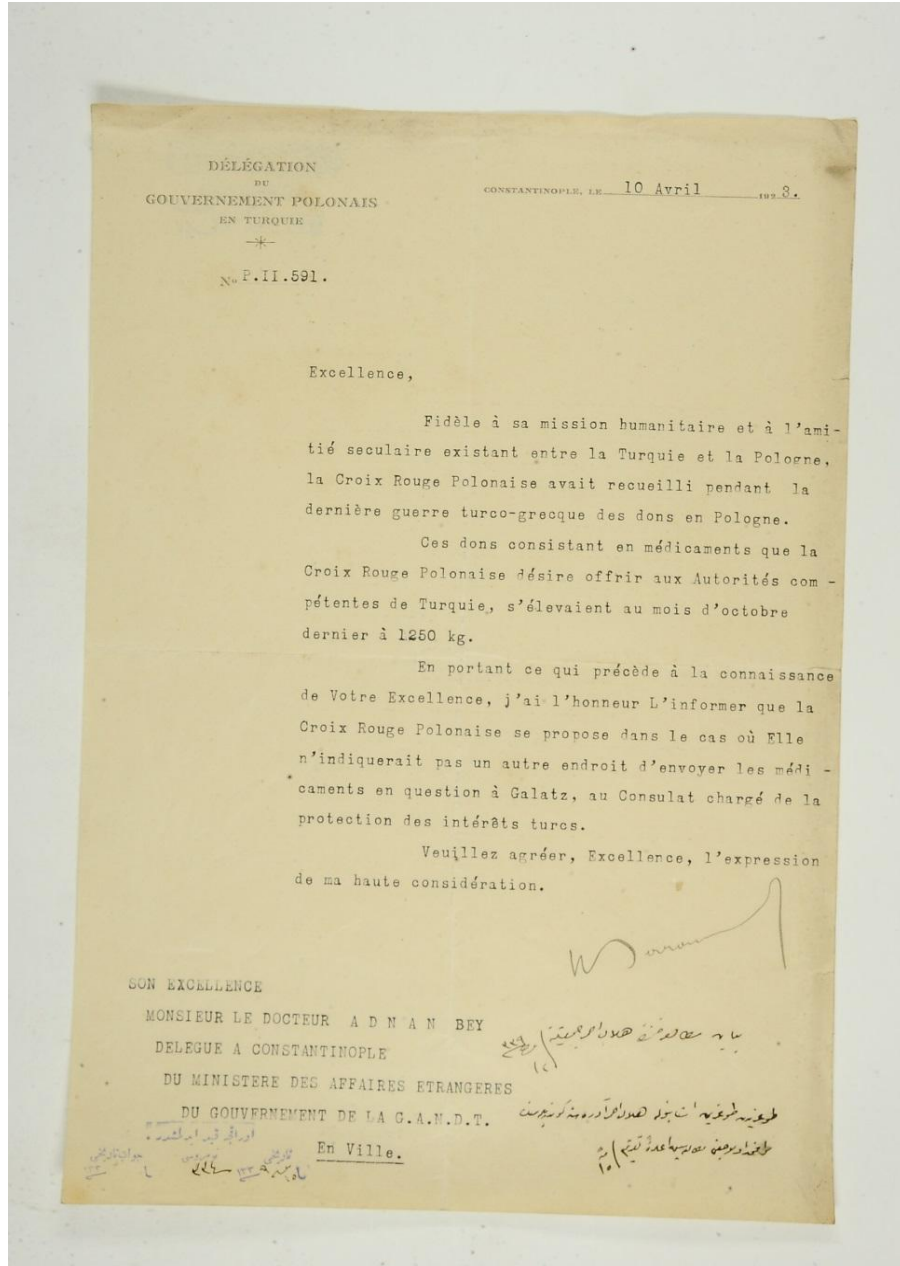 DÉLÉGATION
DU
GOUVERNEMENT POLONAIS
EN TURQUIE
CONSTANTINOPLE, LE 10 Avril 1923.
No P.II.591.
Excellence,
Fidèle à sa mission humanitaire et à l'ami-
tié seculaire existant entre la Turquie et la Pologne,
la Croix Rouge Polonaise avait recueilli pendant la
dernière guerre turco-grecque des dons en Pologne.
Ces dons consistant en médicaments que la
Croix Rouge Polonaise désire offrir aux Autorités com -
pétentes de Turquie, s'élevaient au mois d'octobre
dernier à 1250 kg.
En portant ce qui précède à la connaissance
de Votre Excellence, j'ai l'honneur L'informer que la
Croix Rouge Polonaise se propose dans le cas où Elle
n'indiquerait pas un autre endroit d'envoyer les médi -
caments en question à Galatz, au Consulat chargé de la
protection des intérêts turcs.
Veuillez agréer, Excellence, l'expression
de ma haute considération.
SON EXCELLENCE
MONSIEUR LE DOCTEUR A D N A N BEY
DELEGUE A CONSTANTINOPLE
DU MINISTERE DES AFFAIRES ETRANGERES
DU GOUVERNEMENT DE LA G.A.N.D.T.
En Ville.